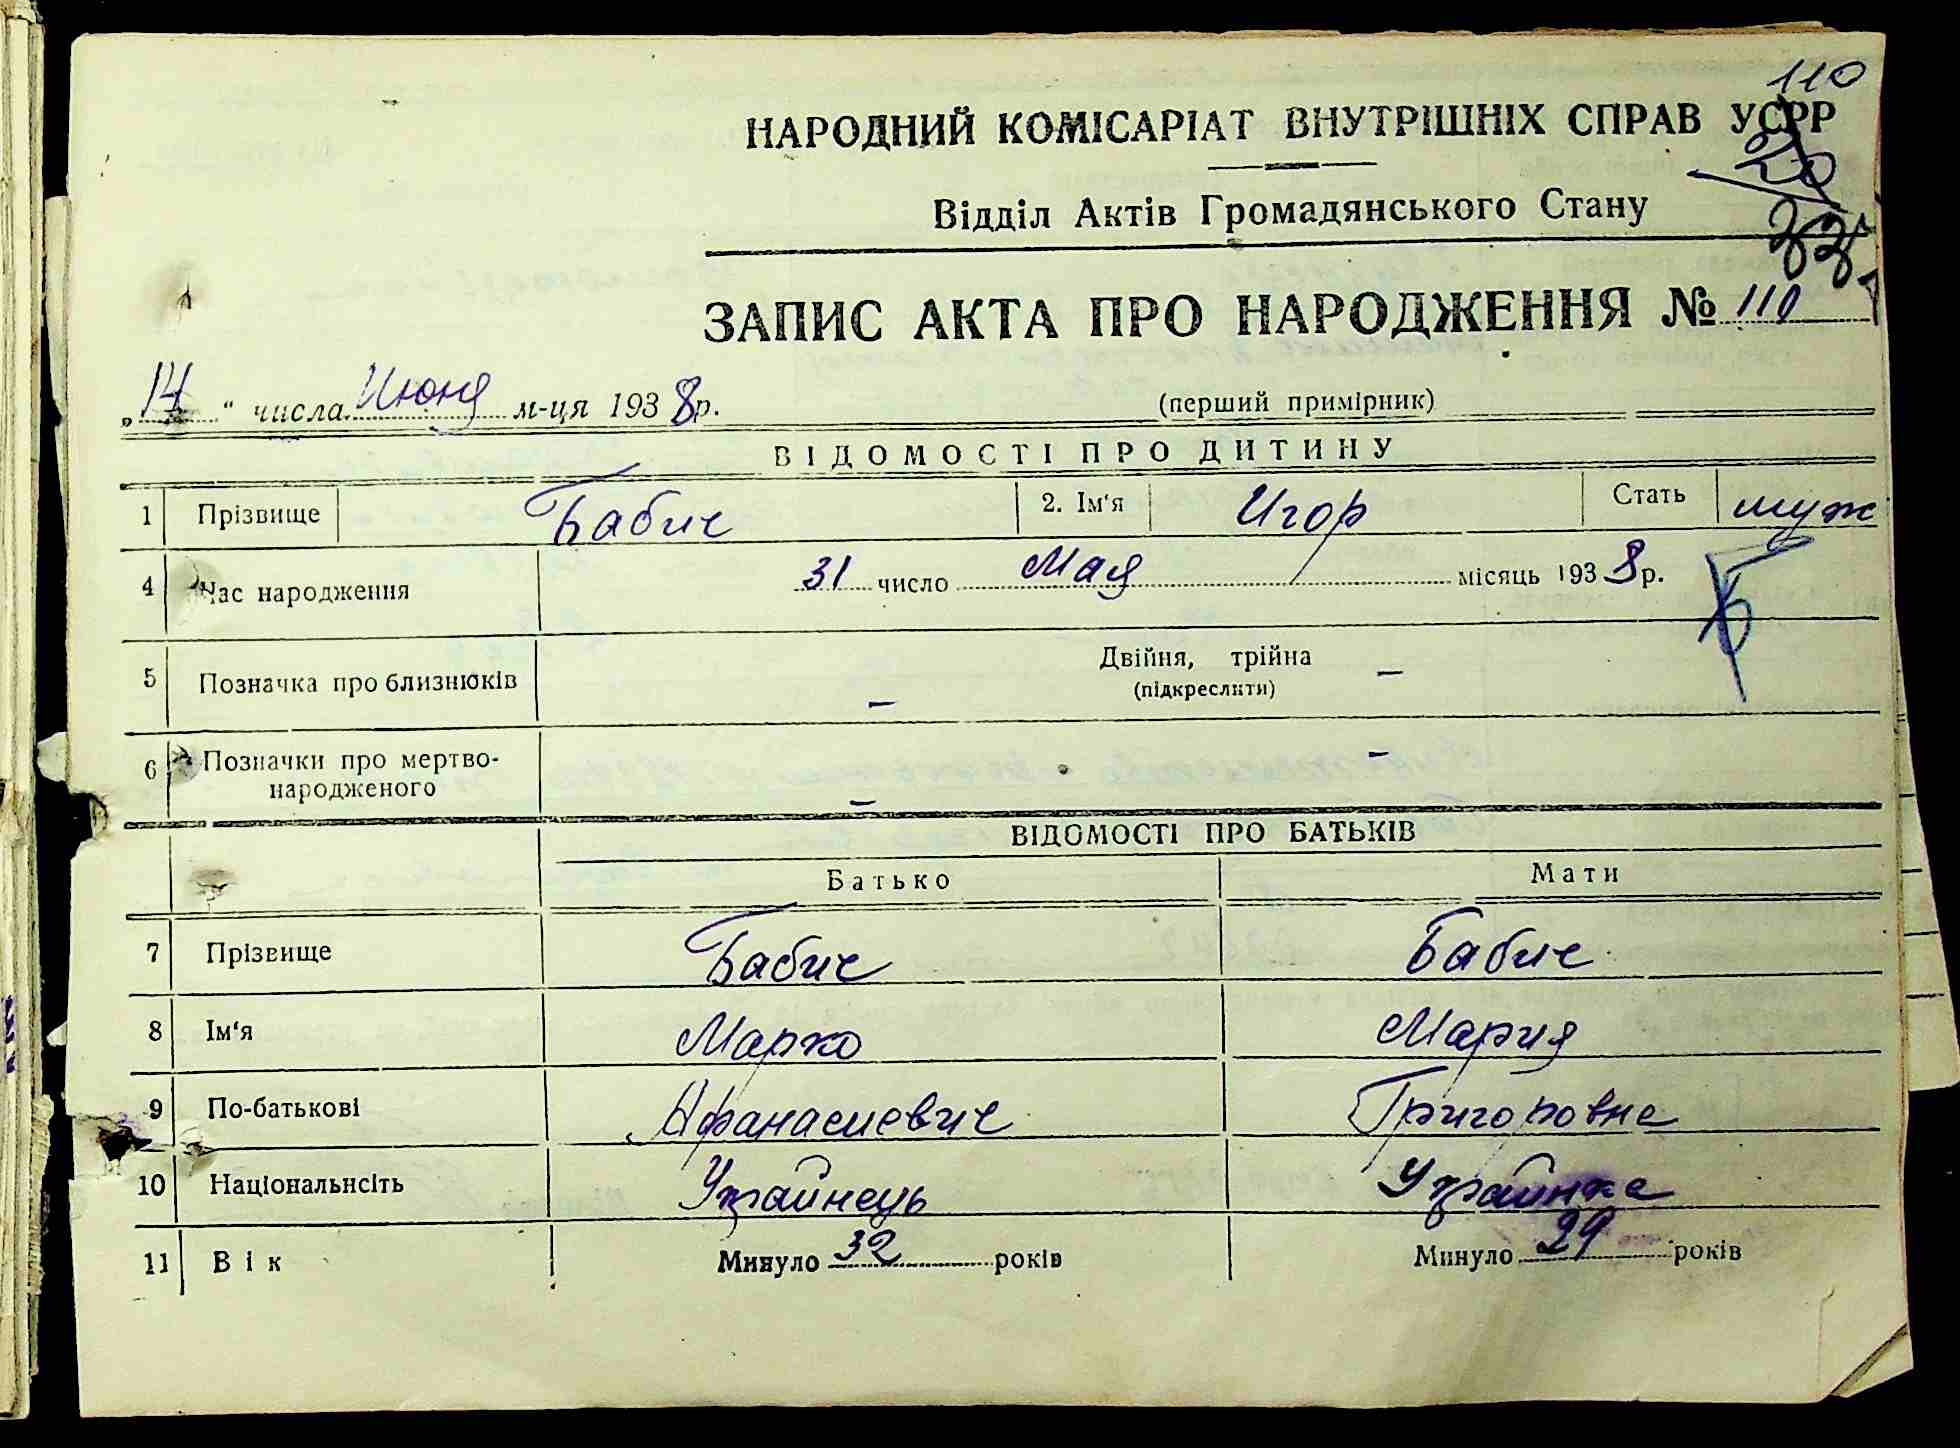 110
НАРОДНИЙ КОМІСАРІАТ ВНУТРІШНІХ СПРАВ УСРР
20
Відділ Актів Громадянського Стану
ЗАПИС АКТА ПРО НАРОДЖЕННЯ № 110
„14“ числа Июня м-ця 1938р. (перший примірник)
ВІДОМОСТІ ПРО ДИТИНУ
1 Прізвище Бабич 2. Ім'я Игор Стать муж
4 Час народження 31 число Мая місяць 1938р.
Б
5 Позначка про близнюків – Двійня, трійна –
(підкреслити)
6 Позначки про мертво-
народженого – –
ВІДОМОСТІ ПРО БАТЬКІВ
Батько Мати
7 Прізвище Бабич Бабич
8 Ім'я Марко Мария
9 По-батькові Афанасиевич Григоровна
10 Національнсіть Украйнець Украйнка
11 Вік Минуло 32 років Минуло 29 років